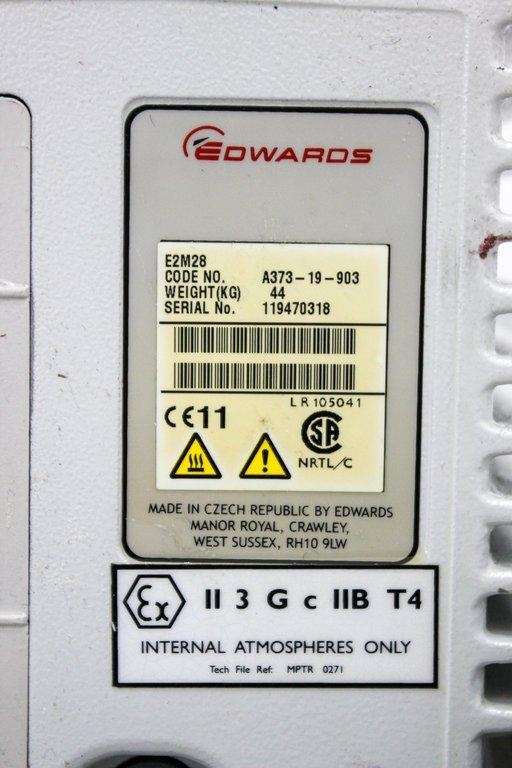 EDWARDS
E2M28
CODE NO. A373-19-903
WEIGHT(KG) 44
SERIAL No. 119470318
LR105041
CE11
SA
NRTL/C
MADE IN CZECH REPUBLIC BY EDWARDS
MANOR ROYAL, CRAWLEY,
WEST SUSSEX, RH10 9LW
Ex II 3 G c IIB T4
INTERNAL ATMOSPHERES ONLY
Tech File Ref: MPTR 0271